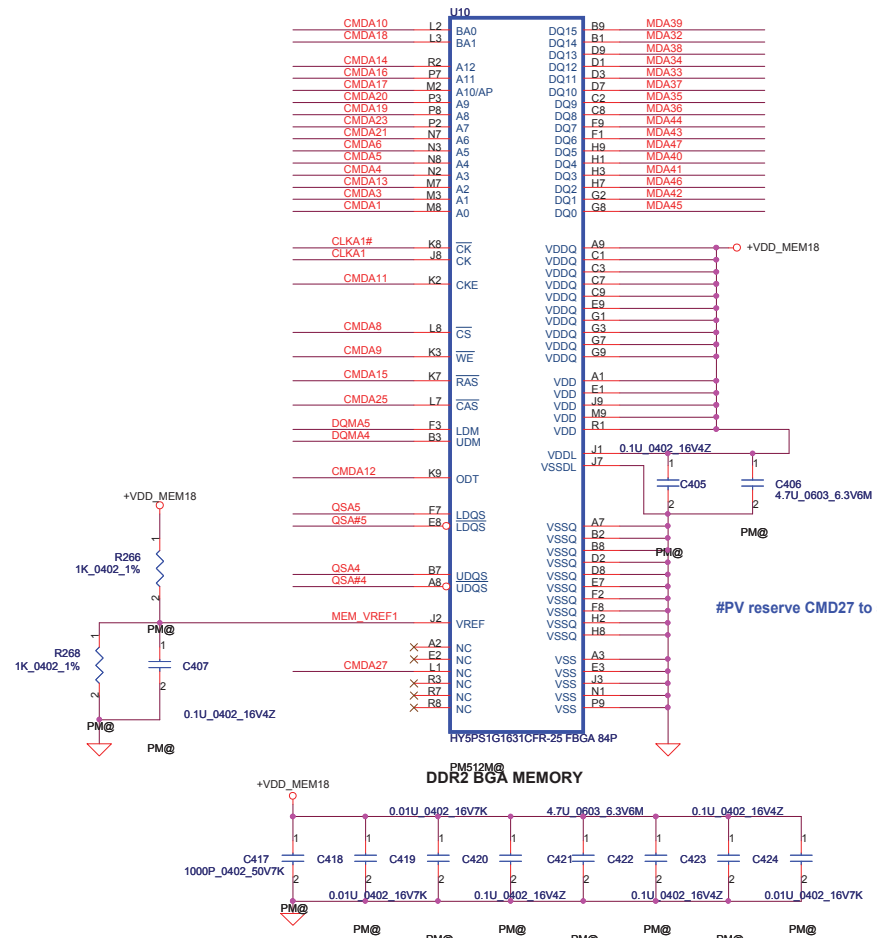 U10
CMDA10 L2 BA0 DQ15 B9 MDA39
CMDA18 L3 BA1 DQ14 B1 MDA32
DQ13 D9 MDA38
CMDA14 R2 A12 DQ12 D1 MDA34
CMDA16 P7 A11 DQ11 D3 MDA33
CMDA17 M2 A10/AP DQ10 D7 MDA37
CMDA20 P3 A9 DQ9 C2 MDA35
CMDA19 P8 A8 DQ8 C8 MDA36
CMDA23 P2 A7 DQ7 F9 MDA44
CMDA21 N7 A6 DQ6 F1 MDA43
CMDA6 N3 A5 DQ5 H9 MDA47
CMDA5 N8 A4 DQ4 H1 MDA40
CMDA4 N2 A3 DQ3 H3 MDA41
CMDA13 M7 A2 DQ2 H7 MDA46
CMDA3 M3 A1 DQ1 G2 MDA42
CMDA1 M8 A0 DQ0 G8 MDA45
CLKA1# K8 CK VDDQ A9 +VDD_MEM18
CLKA1 J8 CK VDDQ C1
VDDQ C3
CMDA11 K2 CKE VDDQ C7
VDDQ C9
VDDQ E9
VDDQ G1
CMDA8 L8 CS VDDQ G3
VDDQ G7
CMDA9 K3 WE VDDQ G9
CMDA15 K7 RAS VDD A1
VDD E1
CMDA25 L7 CAS VDD J9
VDD M9
DQMA5 F3 LDM VDD R1
DQMA4 B3 UDM
VDDL J1 0.1U_0402_16V4Z
VSSDL J7
CMDA12 K9 ODT
1 1
C405 C406
4.7U_0603_6.3V6M
2 2
+VDD_MEM18
QSA5 F7 LDQS VSSQ A7
QSA#5 E8 LDQS VSSQ B2
PM@
VSSQ B8
PM@
VSSQ D2
QSA4 B7 UDQS VSSQ D8
QSA#4 A8 UDQS VSSQ E7
VSSQ F2
VSSQ F8
VSSQ H2
VSSQ H8
#PV reserve CMD27 to
1
R266
1K_0402_1%
2
MEM_VREF1 J2 VREF
PM@
1 1
R268
1K_0402_1%
C407
2 2
0.1U_0402_16V4Z
PM@
PM@
A2 NC
E2 NC VSS A3
CMDA27 L1 NC VSS E3
R3 NC VSS J3
R7 NC VSS N1
R8 NC VSS P9
HY5PS1G1631CFR-25 FBGA 84P
PM512M@
DDR2 BGA MEMORY
+VDD_MEM18
0.01U_0402_16V7K 4.7U_0603_6.3V6M 0.1U_0402_16V4Z
1 1 1 1 1 1 1 1
C417 C418 C419 C420 C421 C422 C423 C424
1000P_0402_50V7K
2 2 2 2 2 2 2 2
0.01U_0402_16V7K 0.1U_0402_16V4Z 0.1U_0402_16V4Z 0.01U_0402_16V7K
PM@
PM@ PM@ PM@ PM@
PM@ PM@ PM@